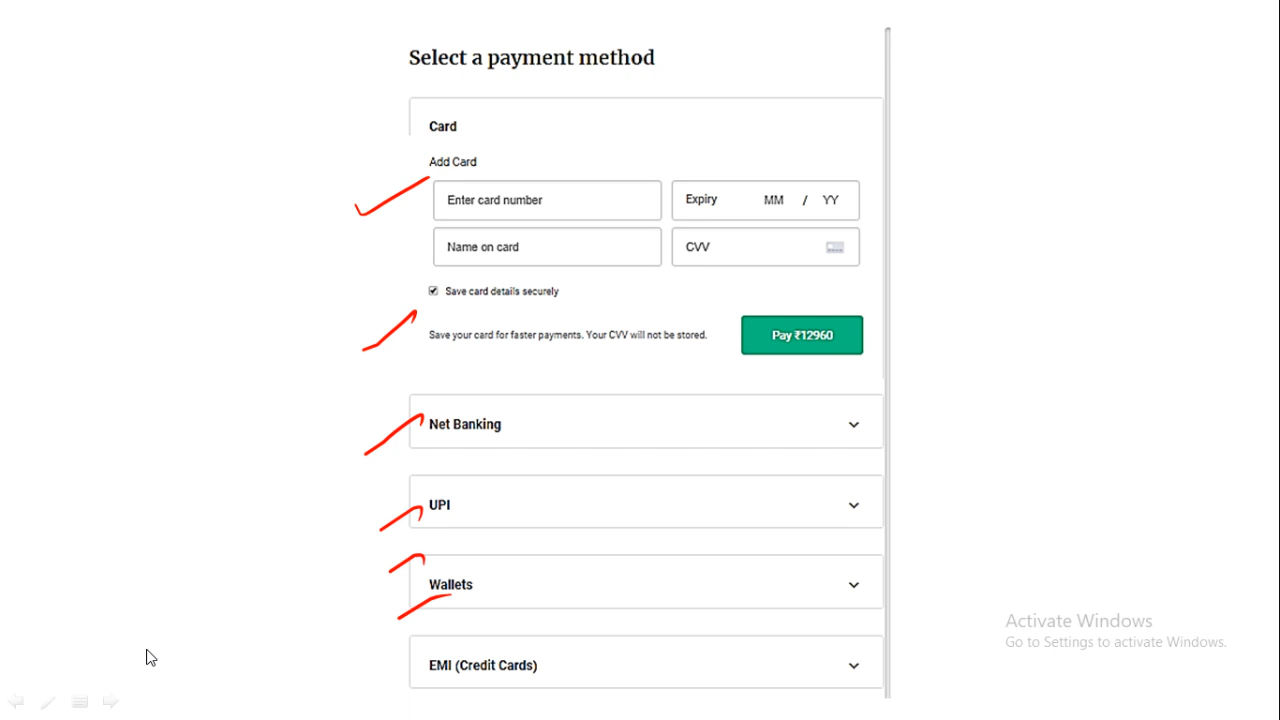 Select a payment method
Card
Add Card
Enter card number
Expiry MM / YY
Name on card
CVV
Save card details securely
Save your card for faster payments. Your CVV will not be stored.
Pay ₹12960
Net Banking
UPI
Wallets
EMI (Credit Cards)
Activate Windows
Go to Settings to activate Windows.